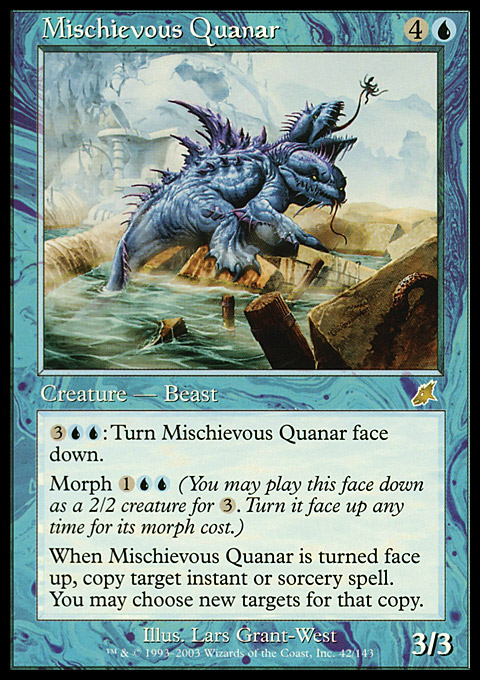 Mischievous Quanar 4
3: Turn Mischievous Quanar face
down.
Morph 1 (You may play this face down
as a 2/2 creature for 3. Turn it face up any
time for its morph cost.)
When Mischievous Quanar is turned face
up, copy target instant or sorcery spell.
You may choose new targets for that copy.
Creature — Beast
Illus. Lars Grant-West
™ & © 1993-2003 Wizards of the Coast, Inc. 42/143
3/3